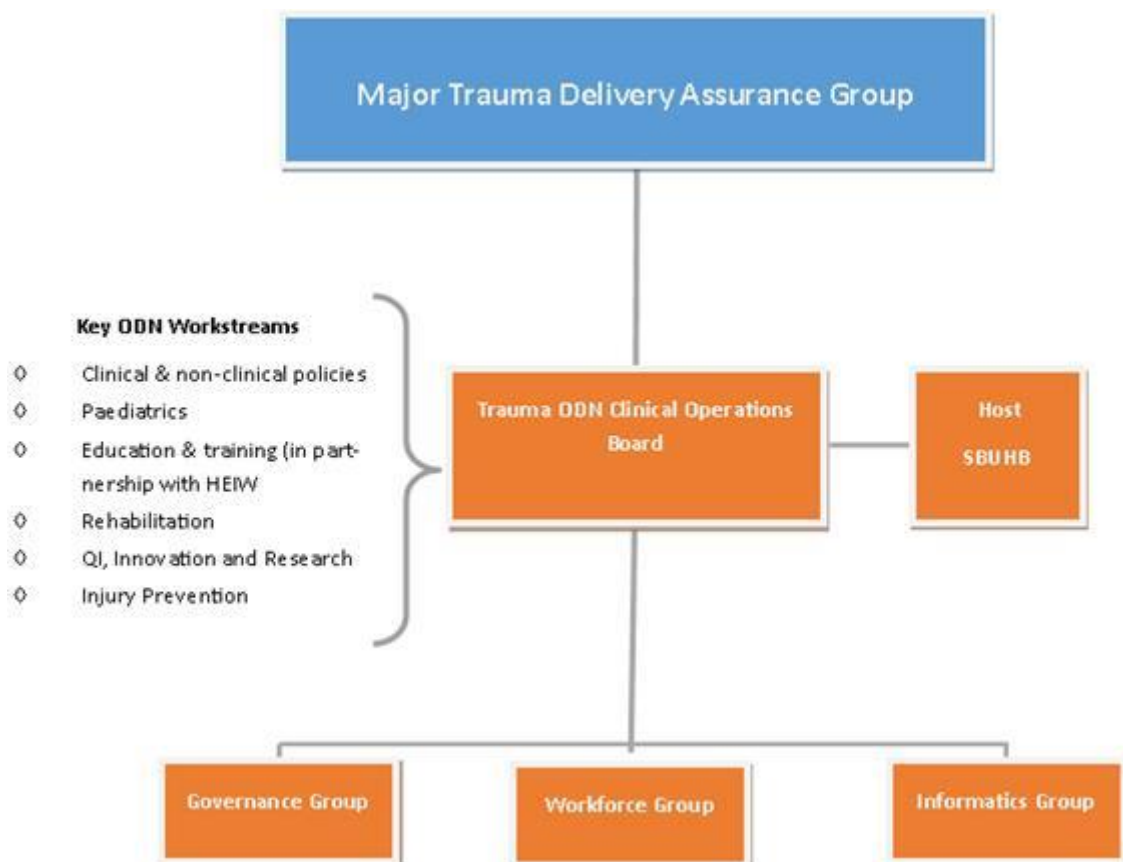 Major Trauma Delivery Assurance Group
Key ODN Workstreams
◊ Clinical & non-clinical policies
◊ Paediatrics
◊ Education & training (in part-
nership with HEIW
◊ Rehabilitation
◊ QI, Innovation and Research
◊ Injury Prevention
Trauma ODN Clinical Operations
Board
Host
SBUHB
Governance Group
Workforce Group
Informatics Group